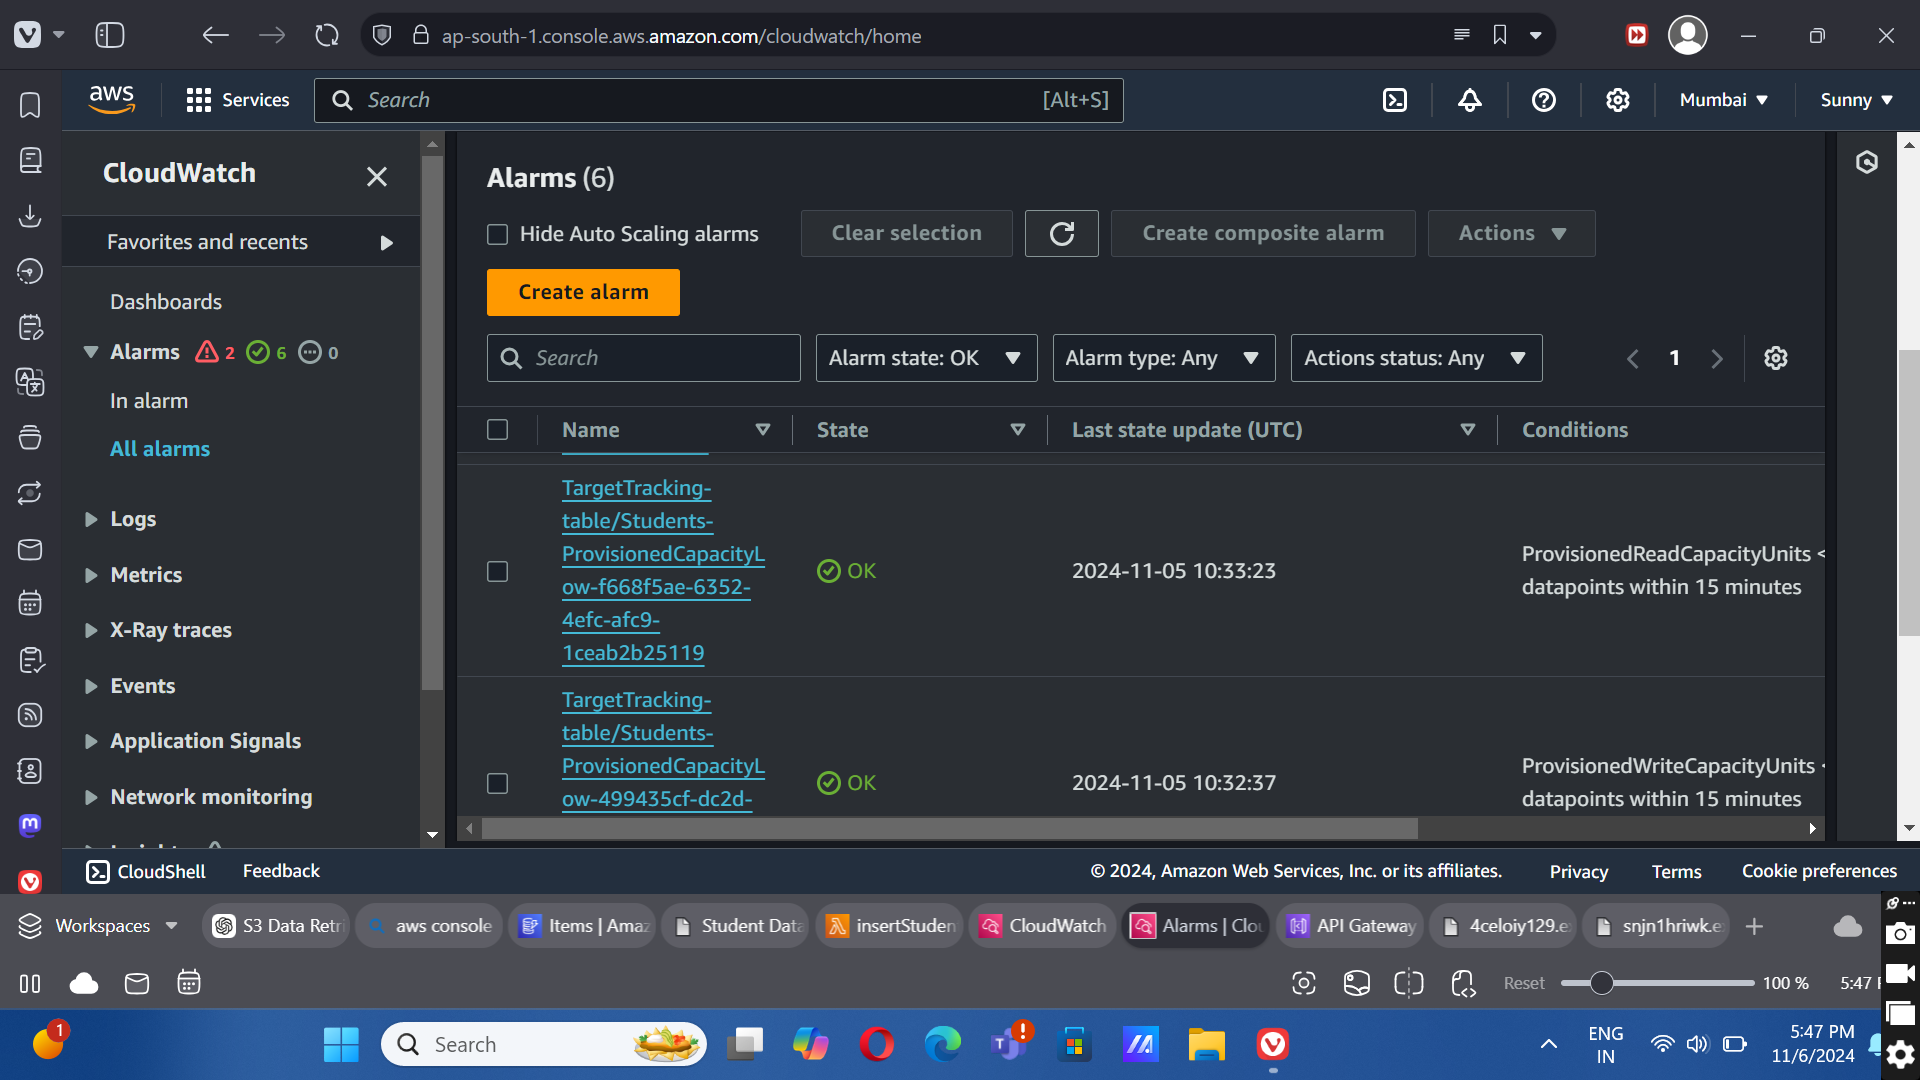 ap-south-1.console.aws.amazon.com/cloudwatch/home
aws
Services
Search
[Alt+S]
Mumbai
Sunny
CloudWatch
Favorites and recents
Dashboards
Alarms 2 6 0
In alarm
All alarms
Logs
Metrics
X-Ray traces
Events
Application Signals
Network monitoring
Alarms (6)
Hide Auto Scaling alarms
Clear selection
Create composite alarm
Actions
Create alarm
Search
Alarm state: OK
Alarm type: Any
Actions status: Any
1
Name
State
Last state update (UTC)
Conditions
TargetTracking-
table/Students-
ProvisionedCapacityL
ow-f668f5ae-6352-
4efc-afc9-
1ceab2b25119
OK
2024-11-05 10:33:23
ProvisionedReadCapacityUnits <
datapoints within 15 minutes
TargetTracking-
table/Students-
ProvisionedCapacityL
ow-499435cf-dc2d-
OK
2024-11-05 10:32:37
ProvisionedWriteCapacityUnits
datapoints within 15 minutes
CloudShell
Feedback
© 2024, Amazon Web Services, Inc. or its affiliates.
Privacy
Terms
Cookie preferences
Workspaces
S3 Data Retri
aws console
Items | Amaz
Student Data
insertStuden
CloudWatch
Alarms | Clou
API Gateway
4celoiy129.e
snjn1hriwk.e
Reset
100 %
5:47
1
Search
ENG
IN
5:47 PM
11/6/2024